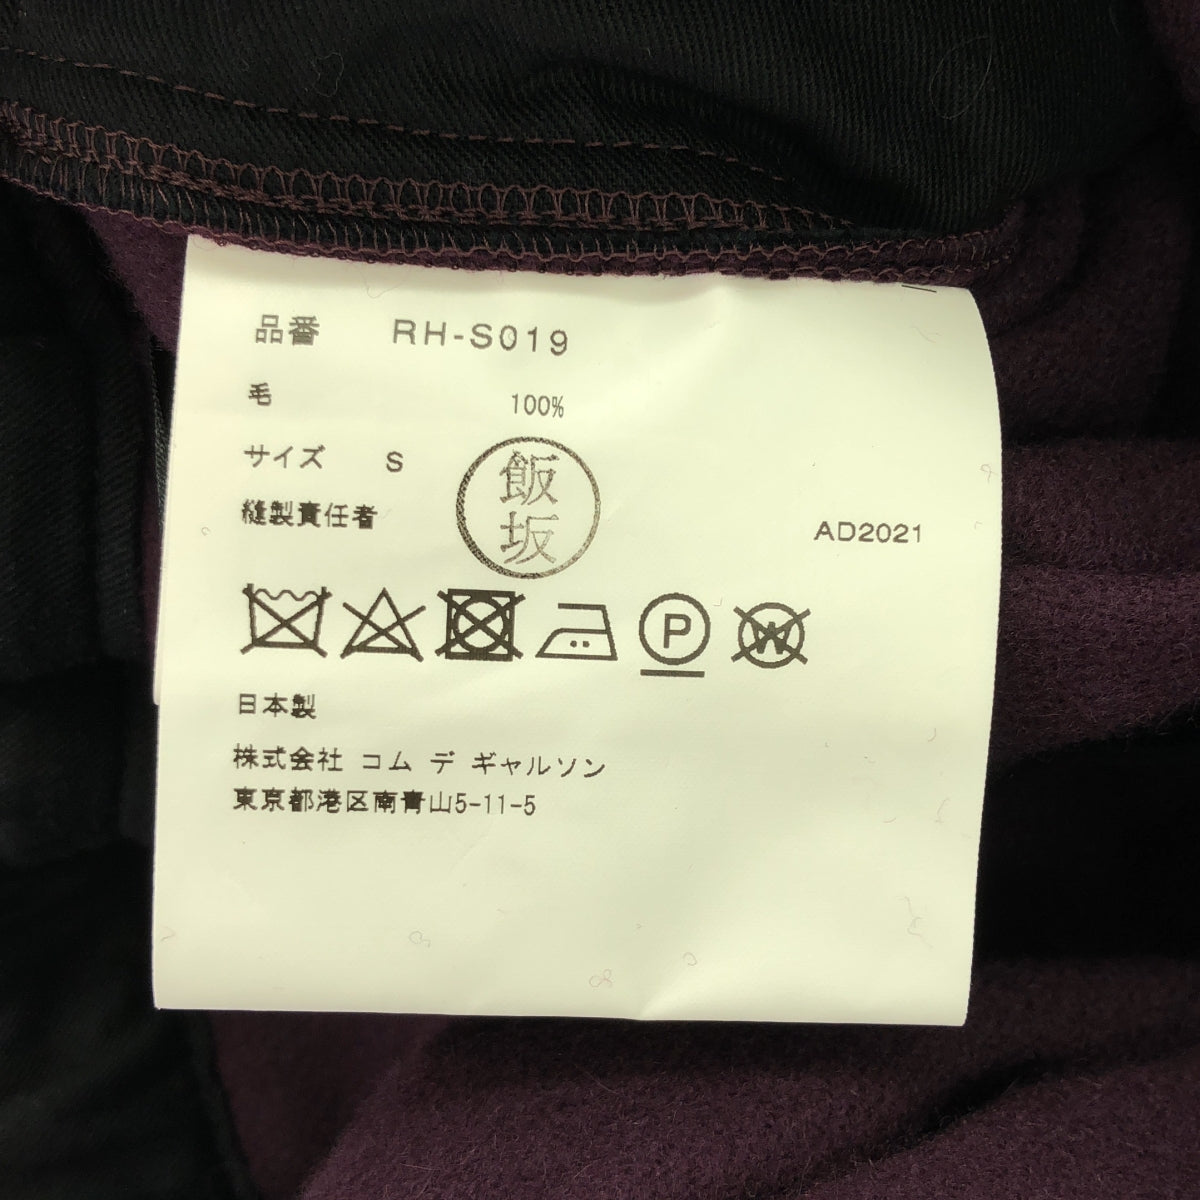 品番 RH-S019
毛 100%
サイズ S
縫製責任者 飯坂
AD2021
P W
日本製
株式会社 コム デ ギャルソン
東京都港区南青山5-11-5